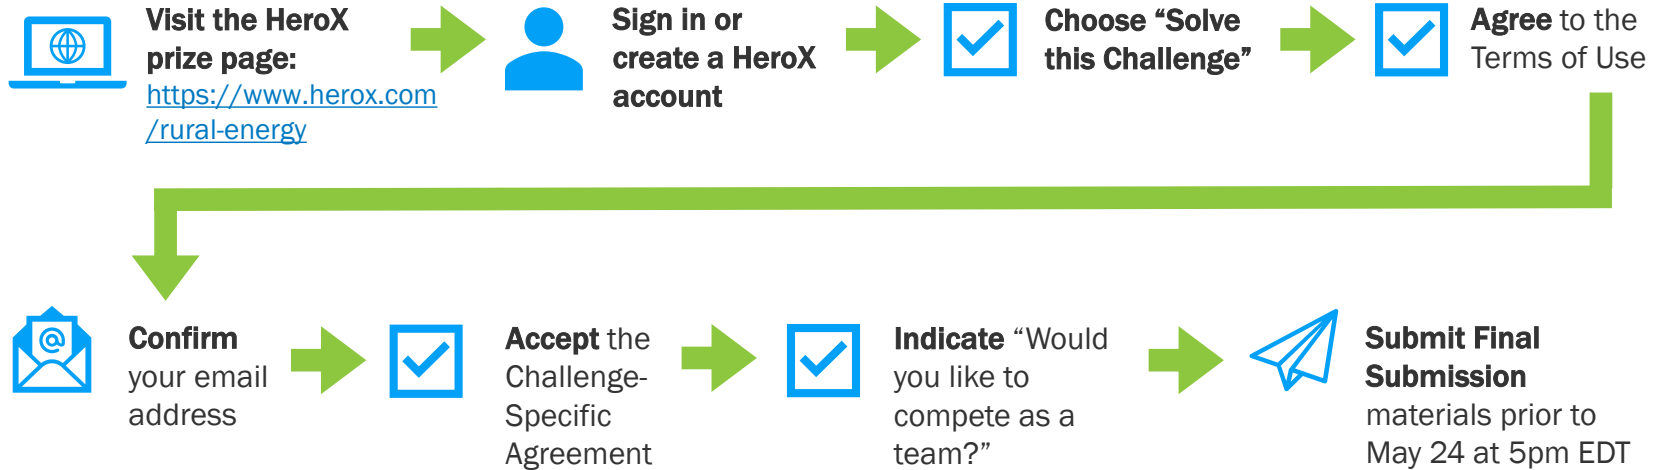 Visit the HeroX
prize page:
https://www.herox.com
/rural-energy
Sign in or
create a HeroX
account
Choose “Solve
this Challenge”
Agree to the
Terms of Use
Confirm
your email
address
Accept the
Challenge-
Specific
Agreement
Indicate “Would
you like to
compete as a
team?”
Submit Final
Submission
materials prior to
May 24 at 5pm EDT